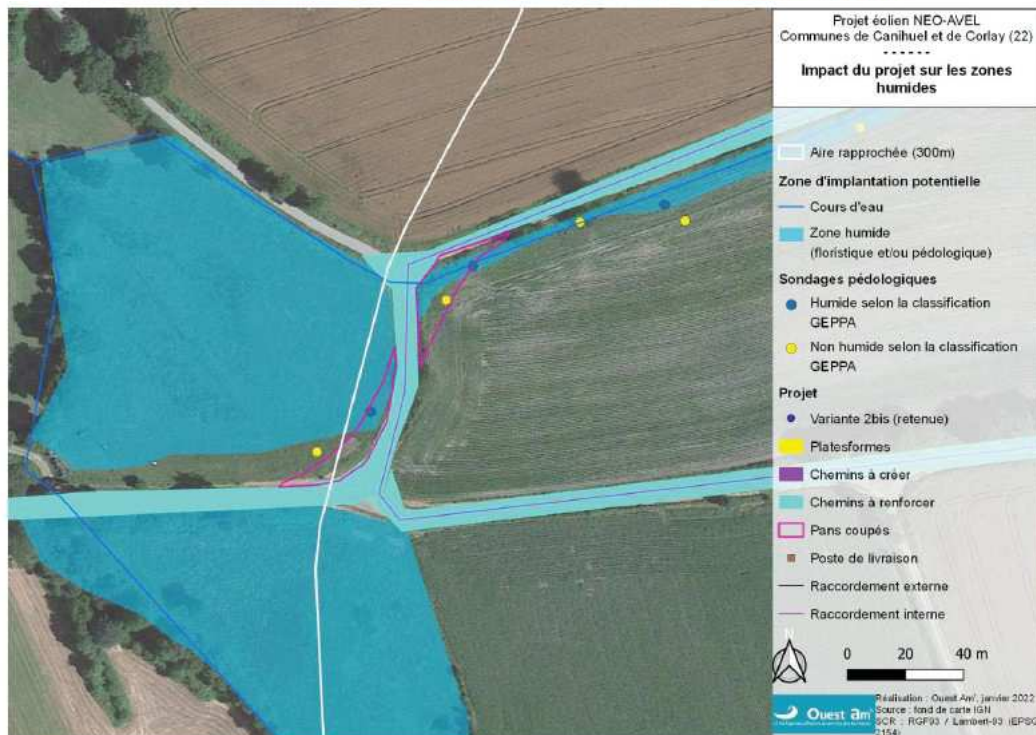 Projet éolien NEO-AVEL
Communes de Canihuel et de Corlay (22)
------
Impact du projet sur les zones
humides
Aire rapprochée (300m)
Zone d'implantation potentielle
Cours d'eau
Zone humide
(floristique et/ou pédologique)
Sondages pédologiques
Humide selon la classification
GEPPA
Non humide selon la classification
GEPPA
Projet
Variante 2bis (retenue)
Platesformes
Chemins à créer
Chemins à renforcer
Pans coupés
Poste de livraison
Raccordement externe
Raccordement interne
N
0 20 40 m
Ouest Am'
Réalisation : Ouest Am', janvier 2022
Source : fond de carte IGN
SCR : RGF93 / Lambert-93 (EPSG
2154)